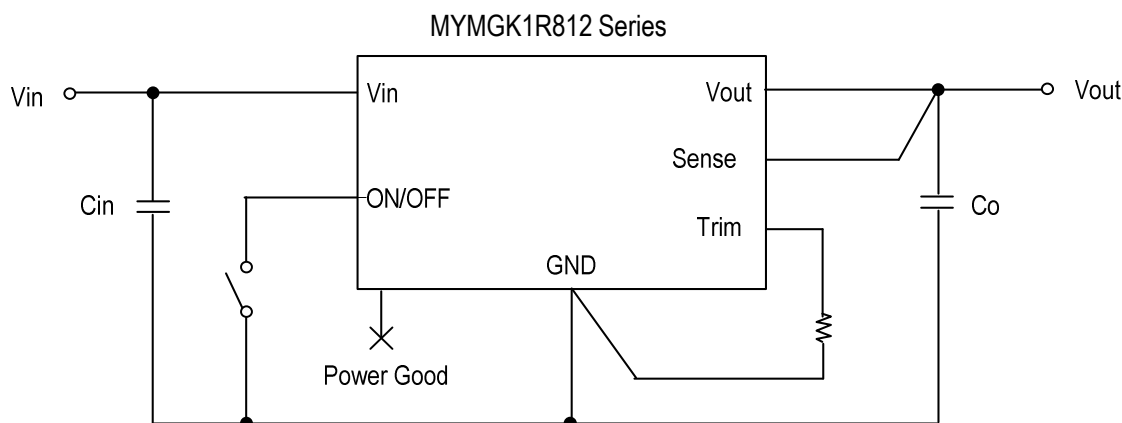 MYMGK1R812 Series
Vin
Vin
Vout
Vout
Sense
Cin
ON/OFF
Co
Trim
GND
Power Good